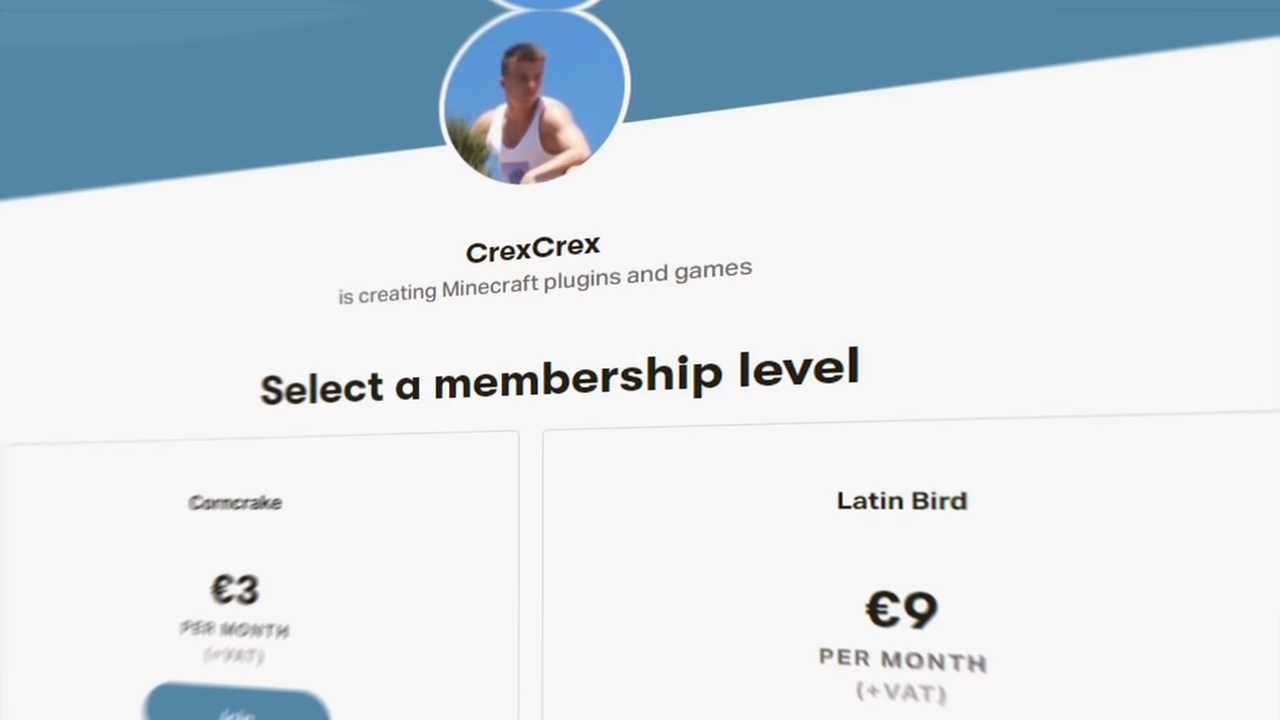 CrexCrex
is creating Minecraft plugins and games
Select a membership level
Corncrake
Latin Bird
€3
€9
PER MONTH
PER MONTH
(+VAT)
(+VAT)
Join